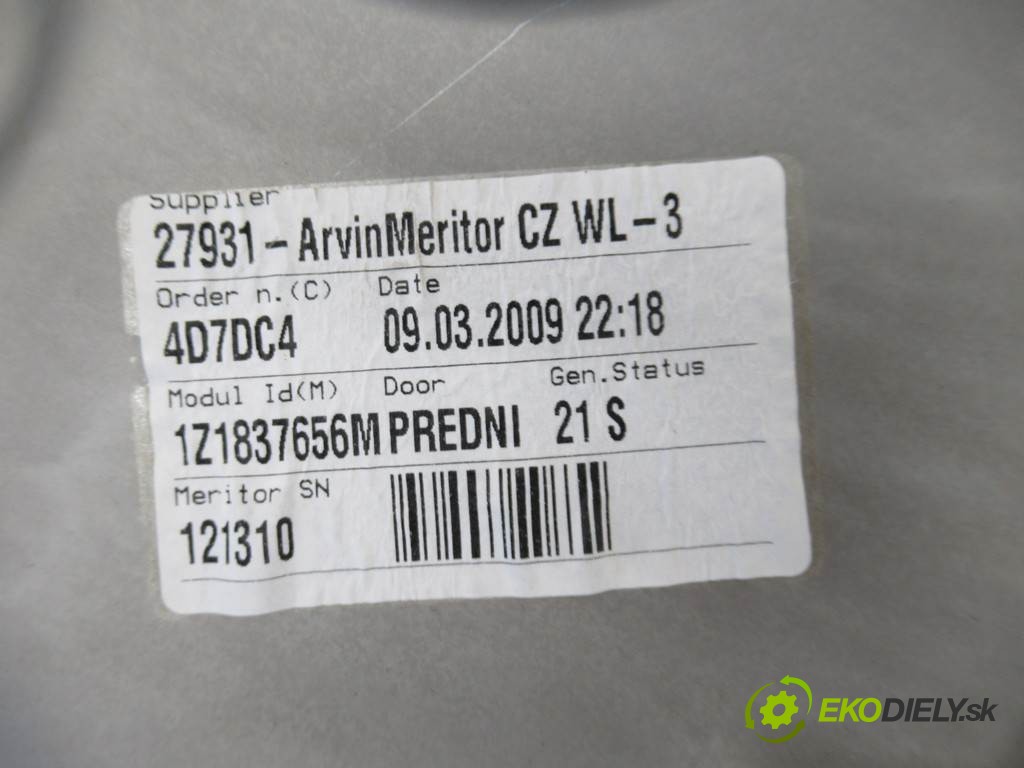 Supplier
27931-ArvinMeritor CZ WL-3
Order n.(C) Date
4D7DC4 09.03.2009 22:18
Modul Id(M) Door Gen.Status
1Z1837656M PREDNI 21 S
Meritor SN
121310
EKODIELY.sk